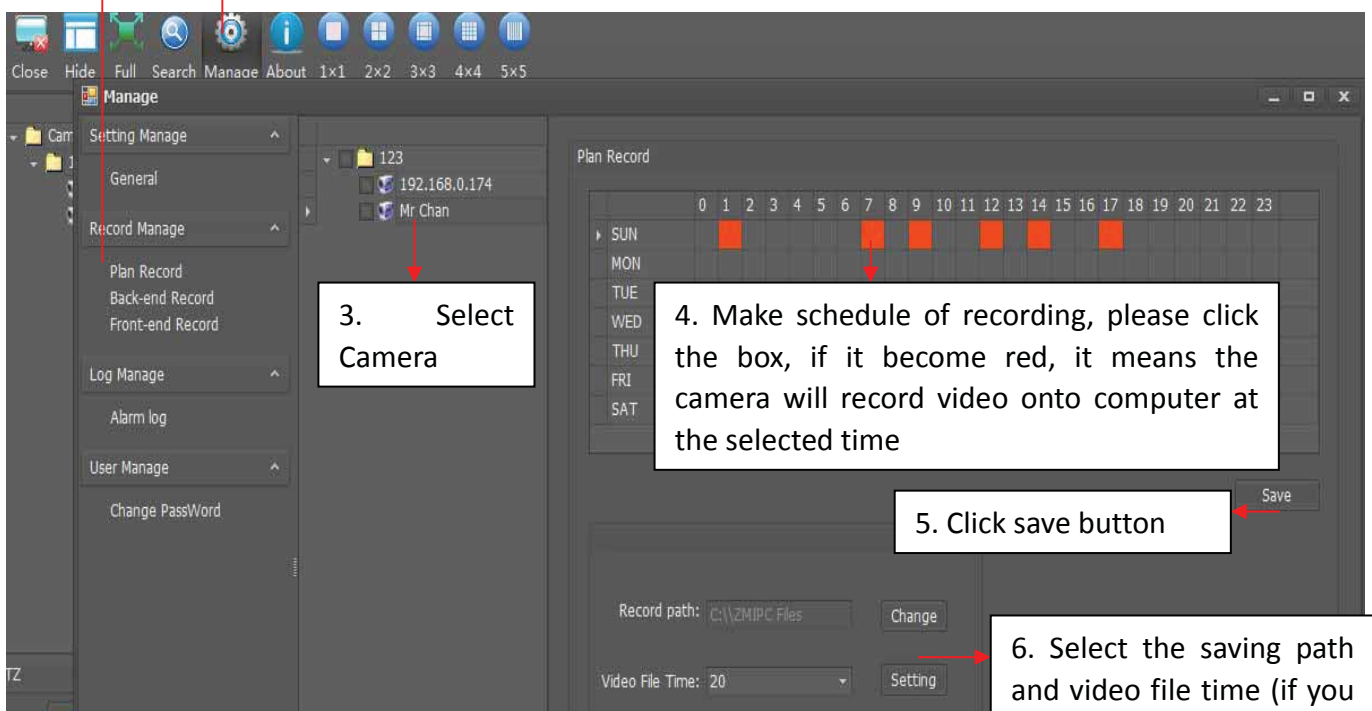 Close Hide Full Search Manage About 1×1 2×2 3×3 4×4 5×5
Manage
Cam
Setting Manage
General
Record Manage
Plan Record
Back-end Record
Front-end Record
Log Manage
Alarm log
User Manage
Change PassWord
TZ
123
192.168.0.174
Mr Chan
3. Select
Camera
Plan Record
0 1 2 3 4 5 6 7 8 9 10 11 12 13 14 15 16 17 18 19 20 21 22 23
SUN
MON
TUE
WED
THU
FRI
SAT
4. Make schedule of recording, please click
the box, if it become red, it means the
camera will record video onto computer at
the selected time
Save
5. Click save button
Record path: C:\\ZMIPC Files Change
Video File Time: 20 Setting
6. Select the saving path
and video file time (if you